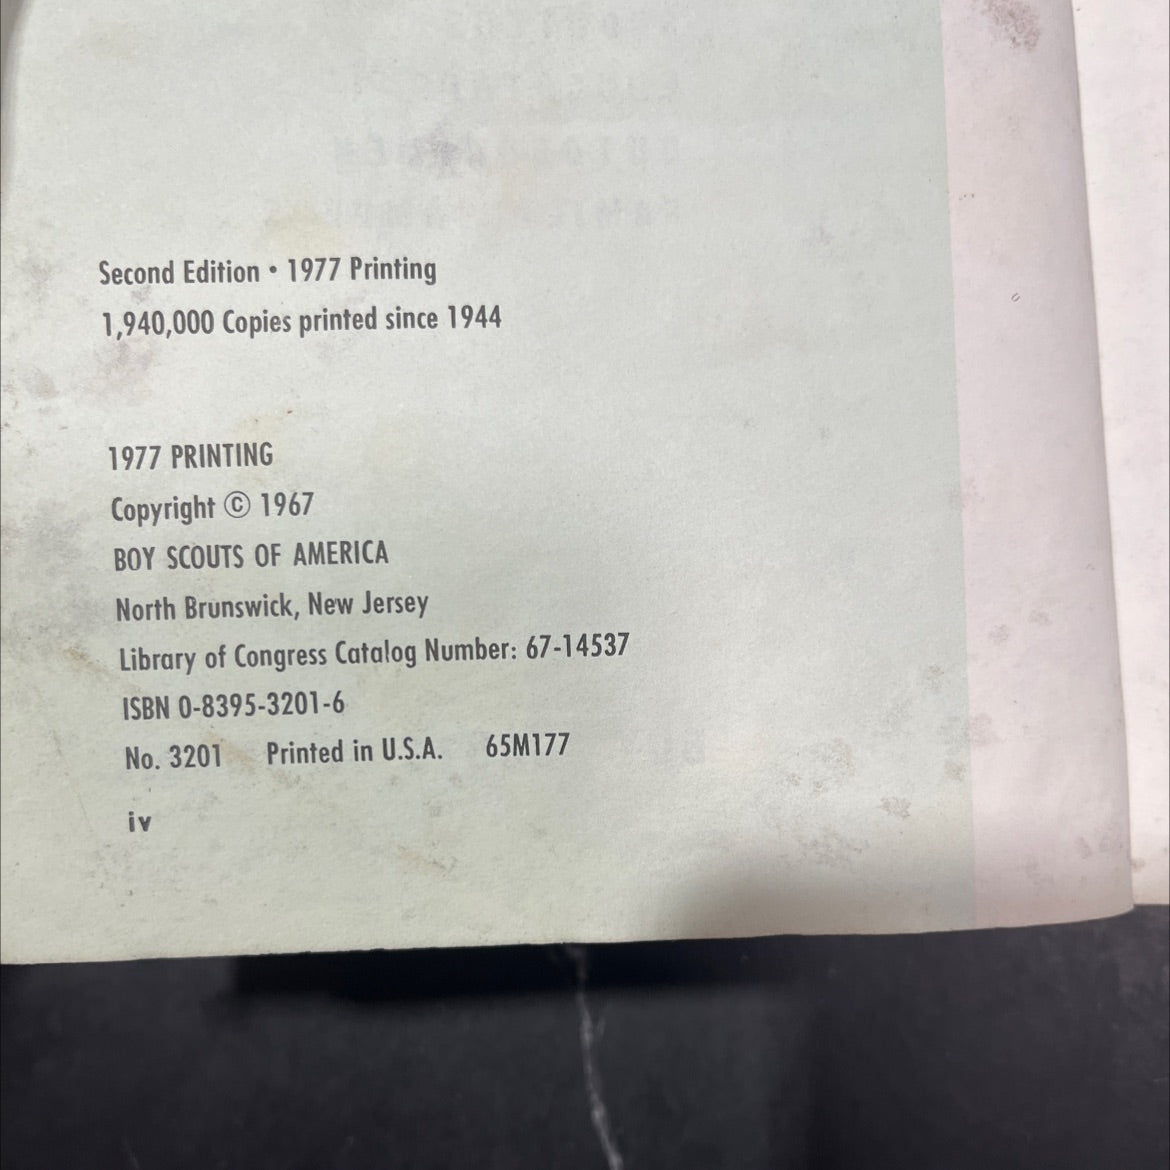 Second Edition • 1977 Printing
1,940,000 Copies printed since 1944
1977 PRINTING
Copyright © 1967
BOY SCOUTS OF AMERICA
North Brunswick, New Jersey
Library of Congress Catalog Number: 67-14537
ISBN 0-8395-3201-6
No. 3201 Printed in U.S.A. 65M177
iv